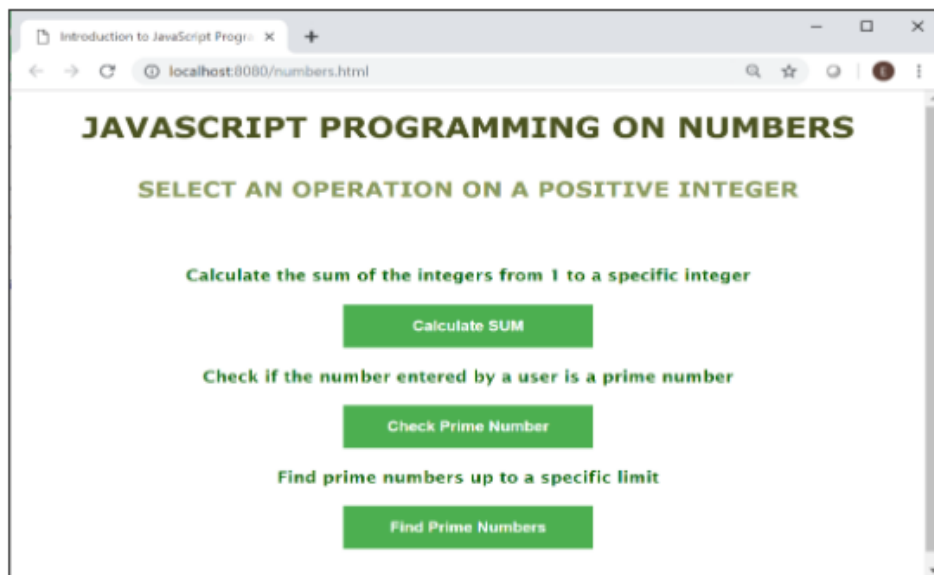 Introduction to JavaScript Progra
localhost:8080/numbers.html
E
JAVASCRIPT PROGRAMMING ON NUMBERS
SELECT AN OPERATION ON A POSITIVE INTEGER
Calculate the sum of the integers from 1 to a specific integer
Calculate SUM
Check if the number entered by a user is a prime number
Check Prime Number
Find prime numbers up to a specific limit
Find Prime Numbers